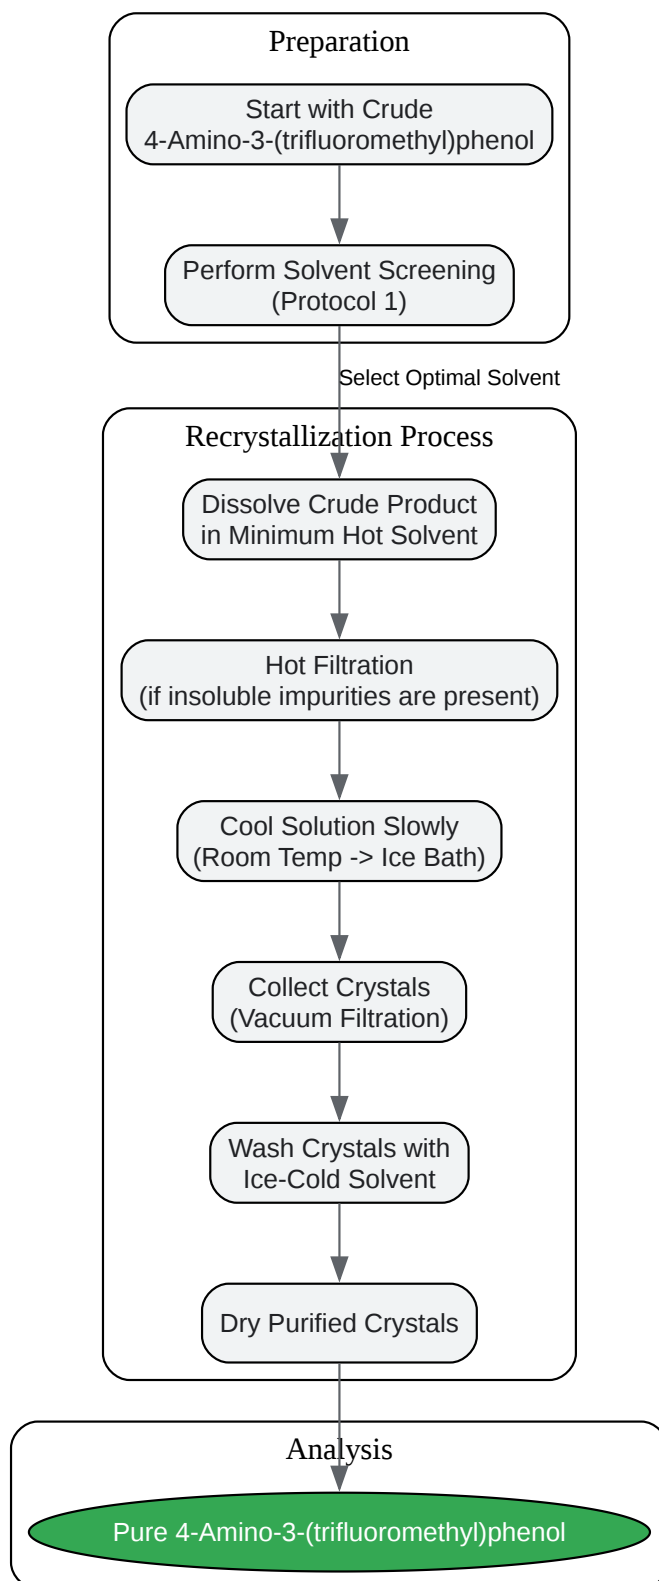 Preparation
Start with Crude
4-Amino-3-(trifluoromethyl)phenol
Perform Solvent Screening
(Protocol 1)
Select Optimal Solvent
Recrystallization Process
Dissolve Crude Product
in Minimum Hot Solvent
Hot Filtration
(if insoluble impurities are present)
Cool Solution Slowly
(Room Temp -> Ice Bath)
Collect Crystals
(Vacuum Filtration)
Wash Crystals with
Ice-Cold Solvent
Dry Purified Crystals
Analysis
Pure 4-Amino-3-(trifluoromethyl)phenol